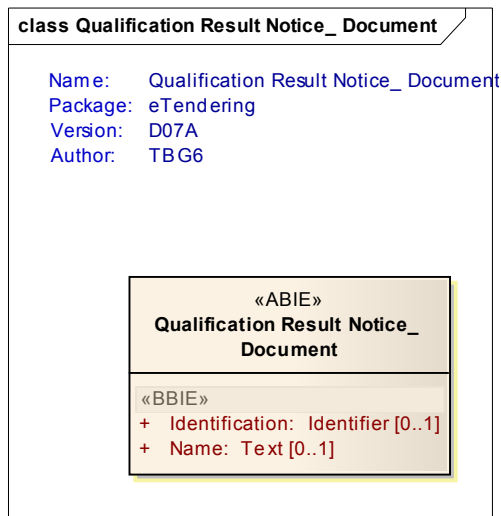 class Qualification Result Notice_ Document
Name: Qualification Result Notice_ Document
Package: eTendering
Version: D07A
Author: TBG6
«ABIE»
Qualification Result Notice_
Document
«BBIE»
+ Identification: Identifier [0..1]
+ Name: Text [0..1]